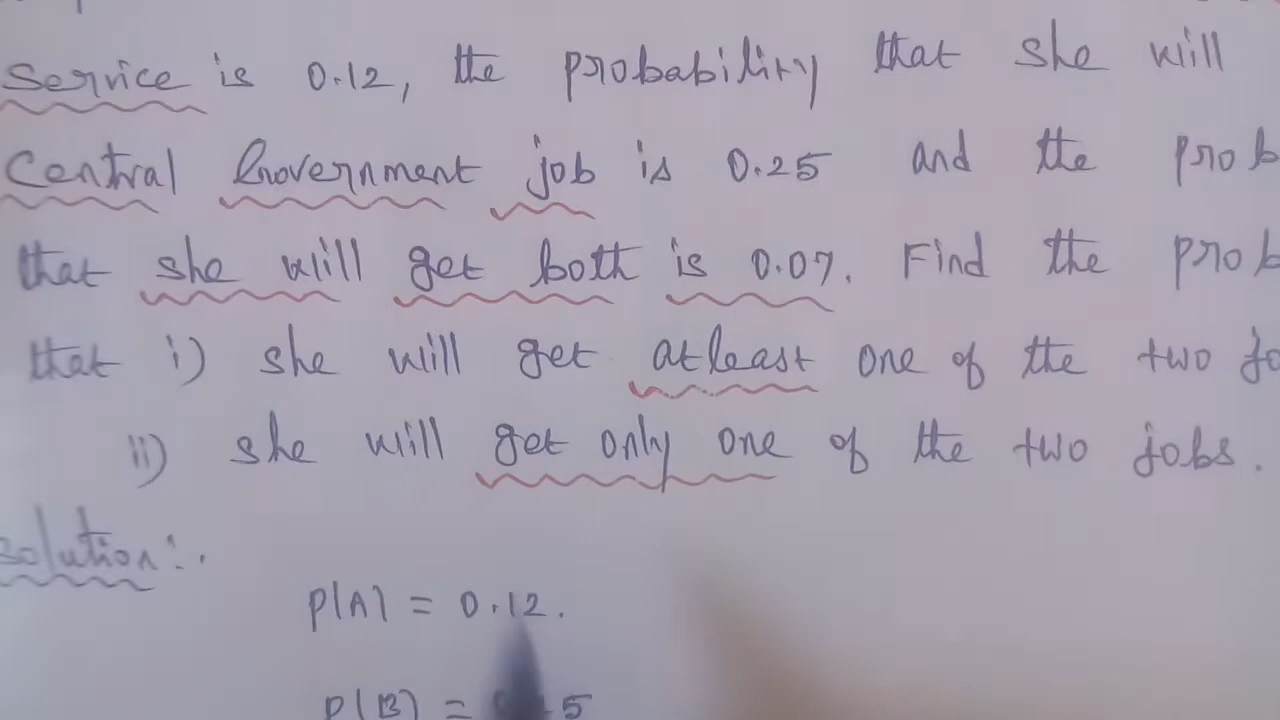 Service is 0.12, the probability that she will
Central Government job is 0.25 and the prob
that she will get both is 0.07. Find the prob
that i) she will get atleast one of the two jo
ii) she will get only one of the two jobs.
Solution:.
P(A) = 0.12.
P(B) =